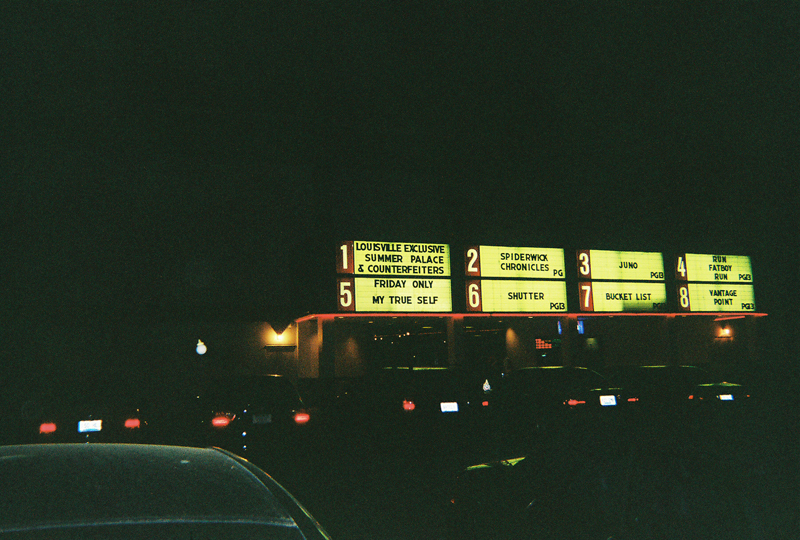 1
LOUISVILLE EXCLUSIVE
SUMMER PALACE
& COUNTERFEITERS
2
SPIDERWICK
CHRONICLES PG
3
JUNO
PG13
4
RUN
FATBOY
RUN PG13
5
FRIDAY ONLY
MY TRUE SELF
6
SHUTTER
PG13
7
BUCKET LIST
PG13
8
VANTAGE
POINT PG13